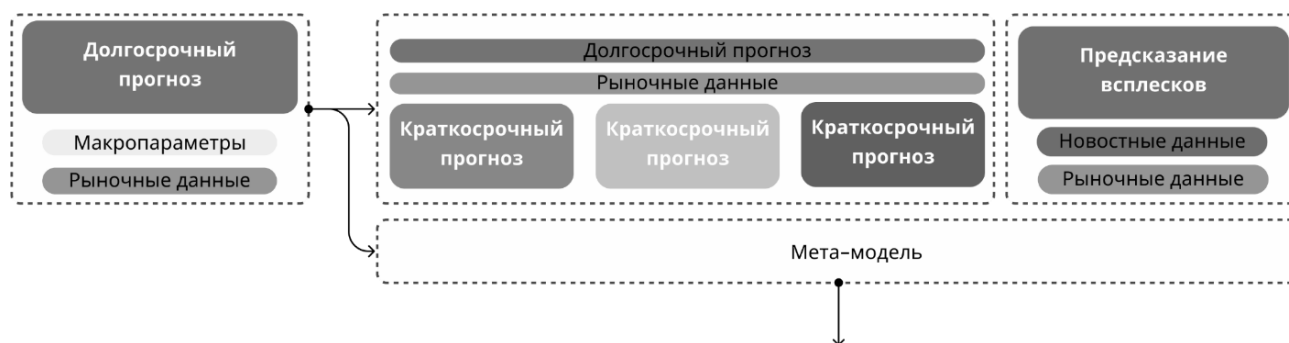 Долгосрочный
прогноз
Макропараметры
Рыночные данные
Долгосрочный прогноз
Рыночные данные
Краткосрочный
прогноз
Краткосрочный
прогноз
Краткосрочный
прогноз
Предсказание
всплесков
Новостные данные
Рыночные данные
Мета-модель